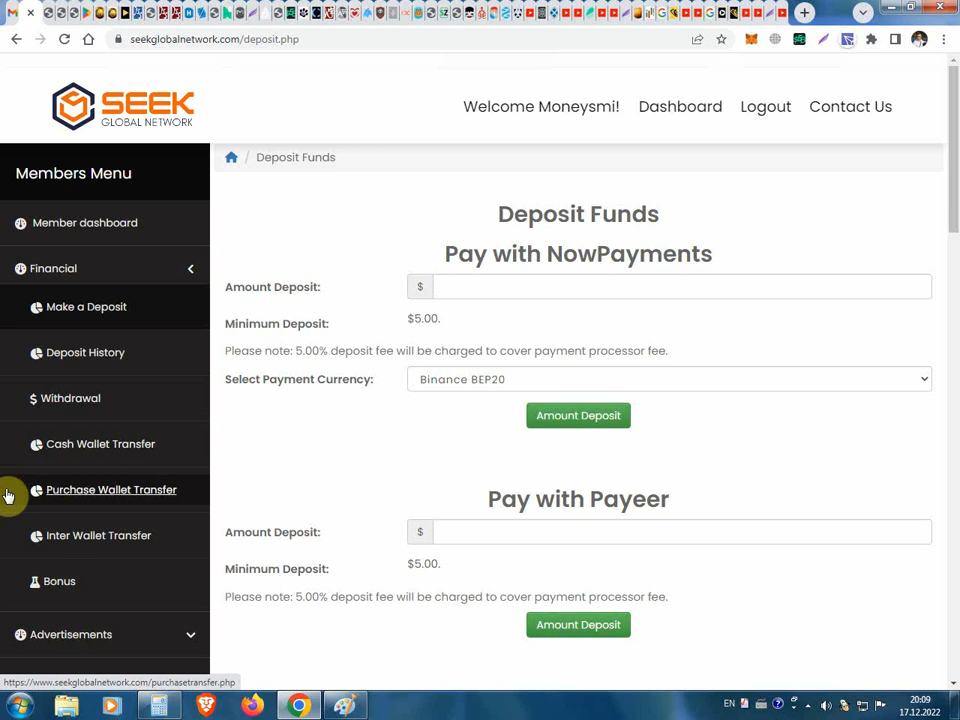 seekglobalnetwork.com/deposit.php
SEEK
GLOBAL NETWORK
Welcome Moneysmi!
Dashboard
Logout
Contact Us
Members Menu
Member dashboard
Financial
Make a Deposit
Deposit History
$ Withdrawal
Cash Wallet Transfer
Purchase Wallet Transfer
Inter Wallet Transfer
Bonus
Advertisements
/ Deposit Funds
Deposit Funds
Pay with NowPayments
Amount Deposit:
$
Minimum Deposit:
$5.00.
Please note: 5.00% deposit fee will be charged to cover payment processor fee.
Select Payment Currency:
Binance BEP20
Amount Deposit
Pay with Payeer
Amount Deposit:
$
Minimum Deposit:
$5.00.
Please note: 5.00% deposit fee will be charged to cover payment processor fee.
Amount Deposit
https://www.seekglobalnetwork.com/purchasetransfer.php
EN
20:09
17.12.2022